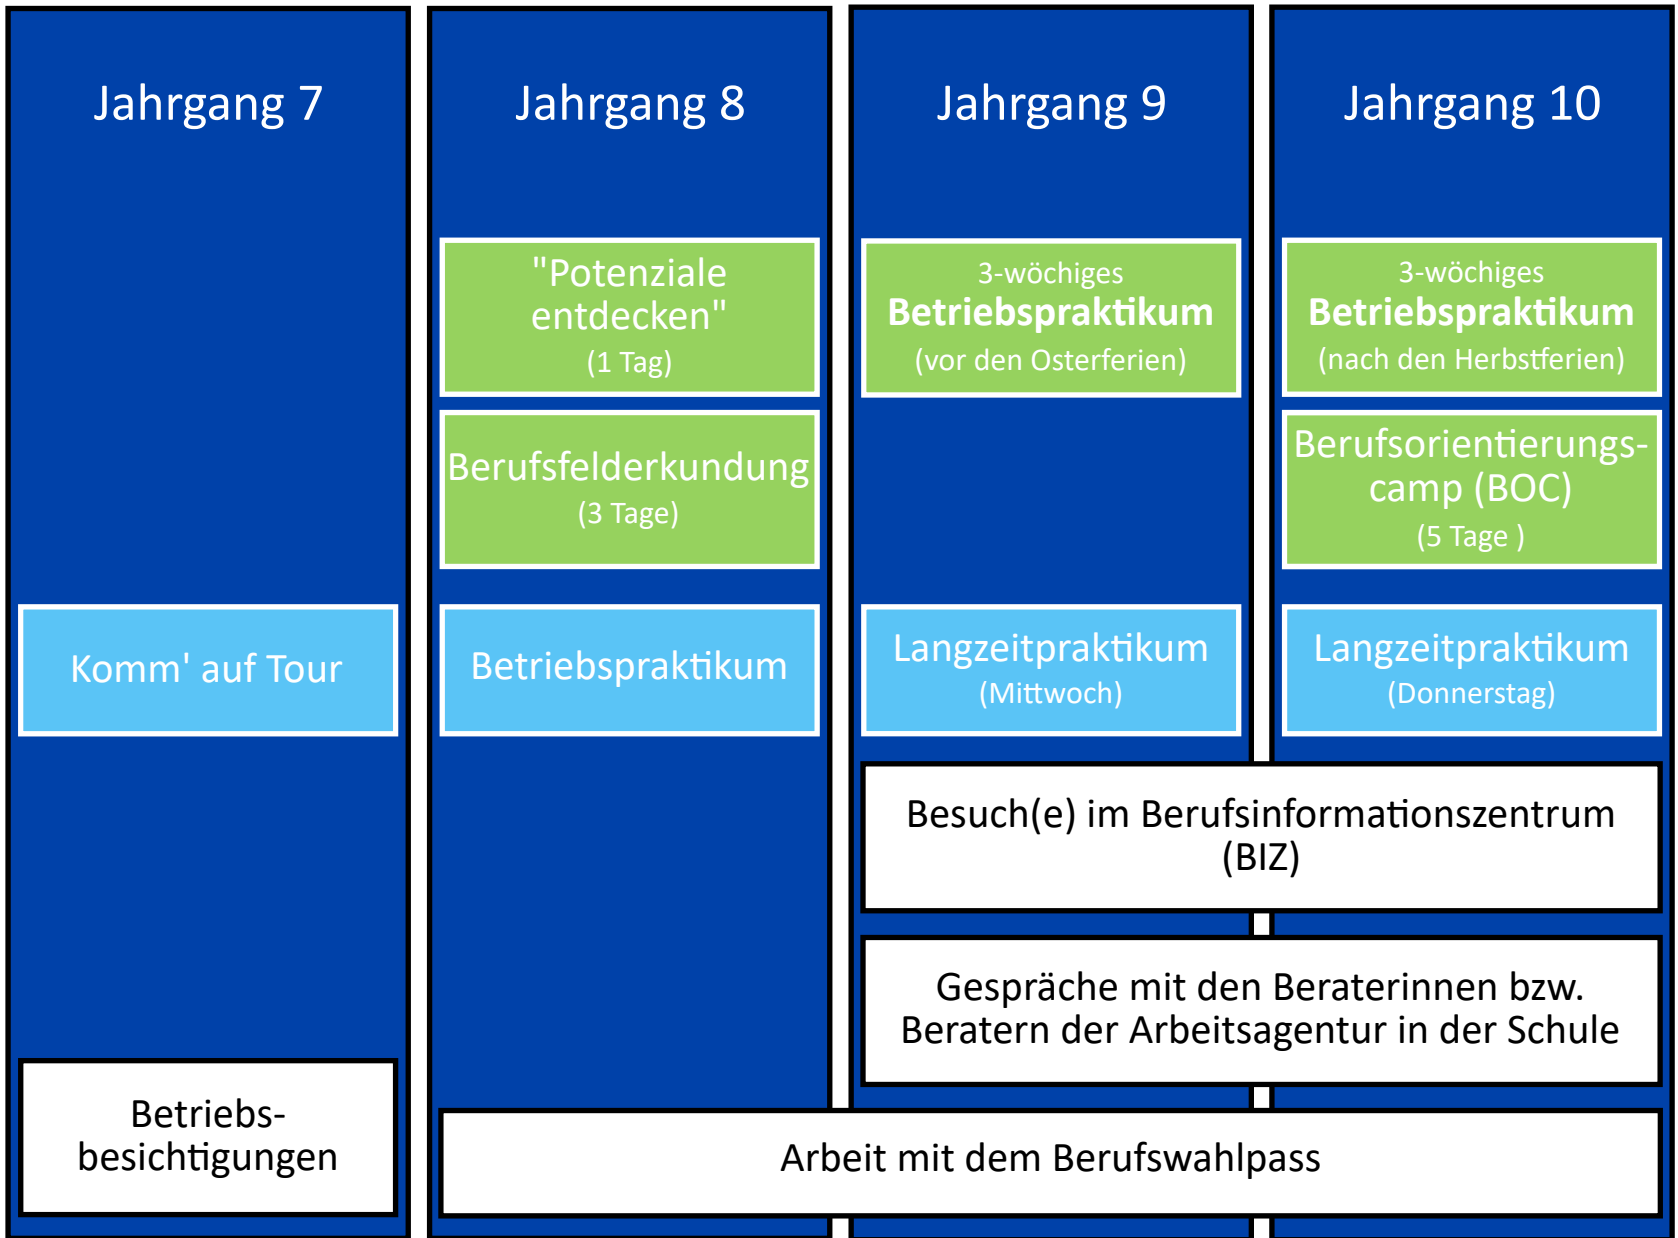 Jahrgang 7
Jahrgang 8
Jahrgang 9
Jahrgang 10
"Potenziale
entdecken"
(1 Tag)
3-wöchiges
Betriebspraktikum
(vor den Osterferien)
3-wöchiges
Betriebspraktikum
(nach den Herbstferien)
Berufsfelderkundung
(3 Tage)
Berufsorientierungs-
camp (BOC)
(5 Tage )
Komm' auf Tour
Betriebspraktikum
Langzeitpraktikum
(Mittwoch)
Langzeitpraktikum
(Donnerstag)
Besuch(e) im Berufsinformationszentrum
(BIZ)
Gespräche mit den Beraterinnen bzw.
Beratern der Arbeitsagentur in der Schule
Betriebs-
besichtigungen
Arbeit mit dem Berufswahlpass